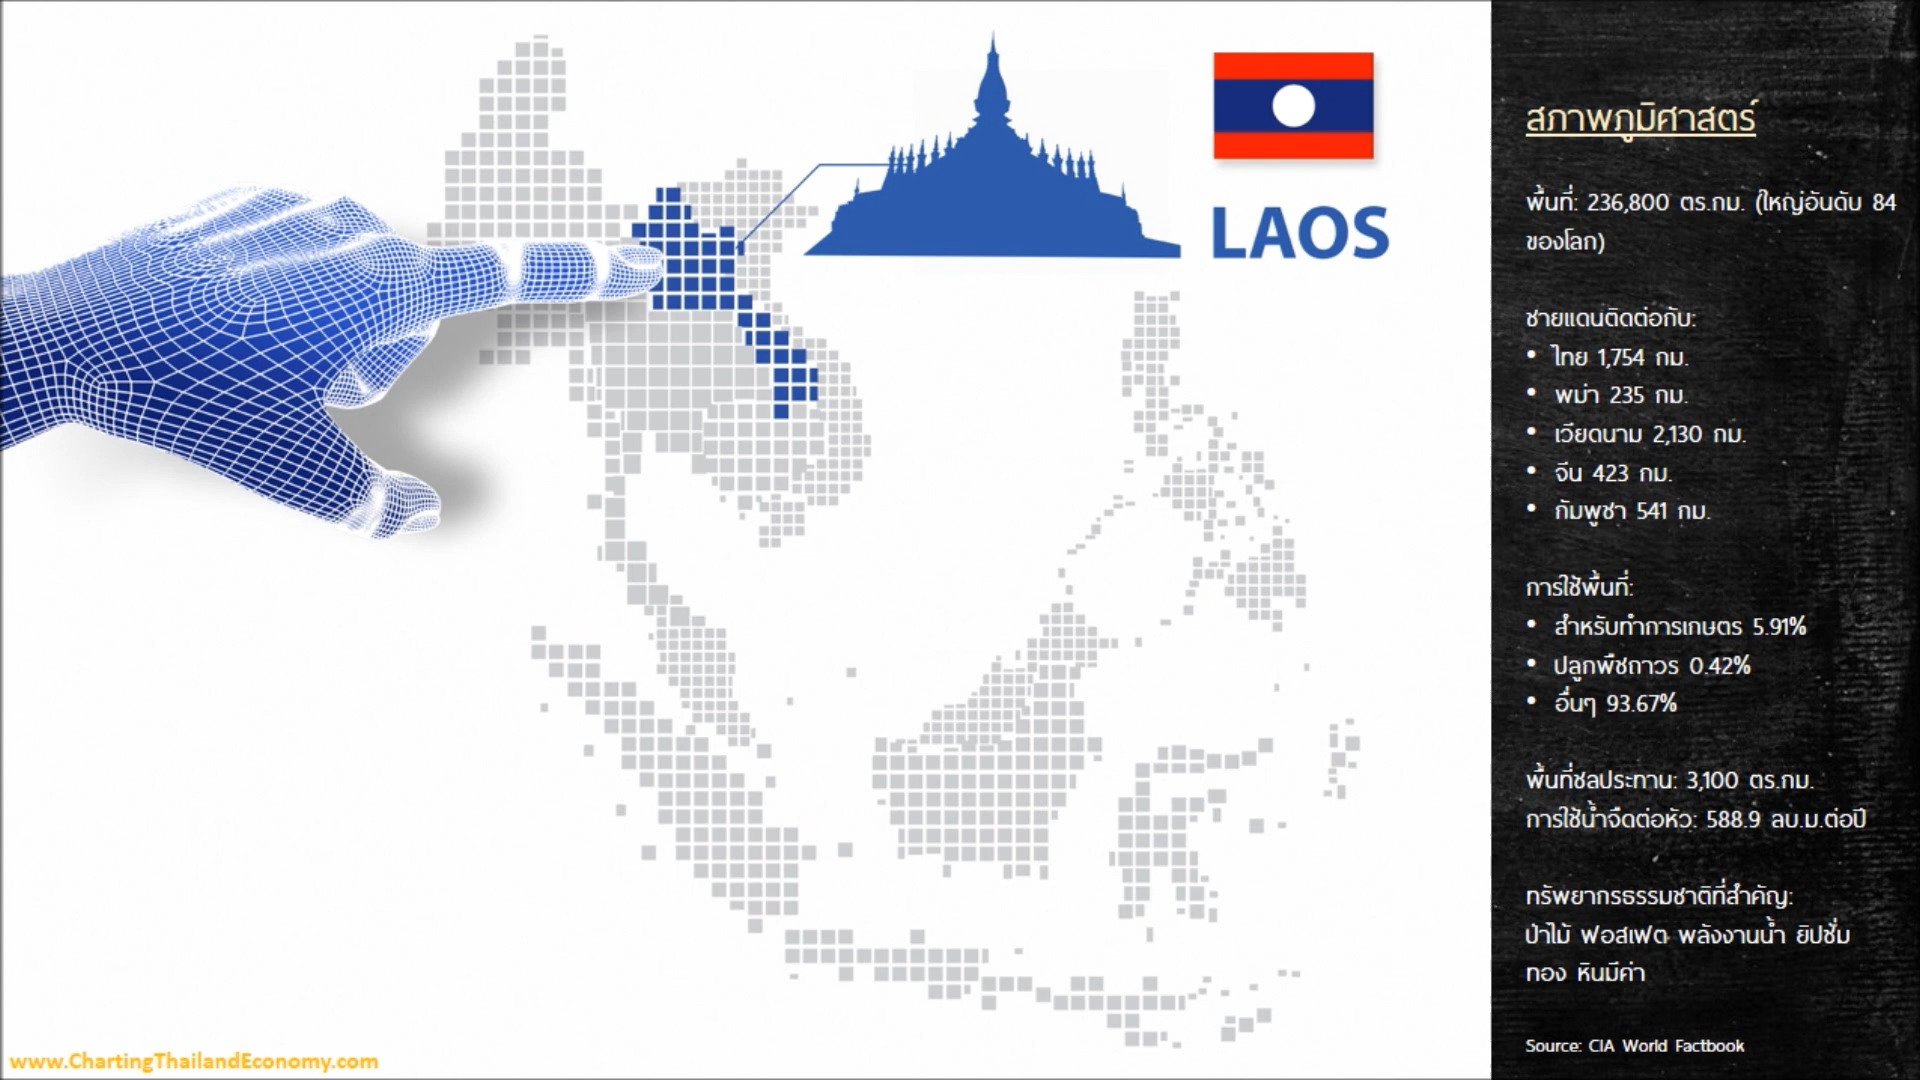 LAOS
สภาพภูมิศาสตร์
พื้นที่: 236,800 ตร.กม. (ใหญ่อันดับ 84
ของโลก)
ชายแดนติดต่อกับ:
• ไทย 1,754 กม.
• พม่า 235 กม.
• เวียดนาม 2,130 กม.
• จีน 423 กม.
• กัมพูชา 541 กม.
การใช้พื้นที่:
• สำหรับทำการเกษตร 5.91%
• ปลูกพืชถาวร 0.42%
• อื่นๆ 93.67%
พื้นที่ชลประทาน: 3,100 ตร.กม.
การใช้น้ำจืดต่อหัว: 588.9 ลบ.ม.ต่อปี
ทรัพยากรธรรมชาติที่สำคัญ:
ป่าไม้ ฟอสเฟต พลังงานน้ำ ยิปซั่ม
ทอง หินมีค่า
Source: CIA World Factbook
www.ChartingThailandEconomy.com